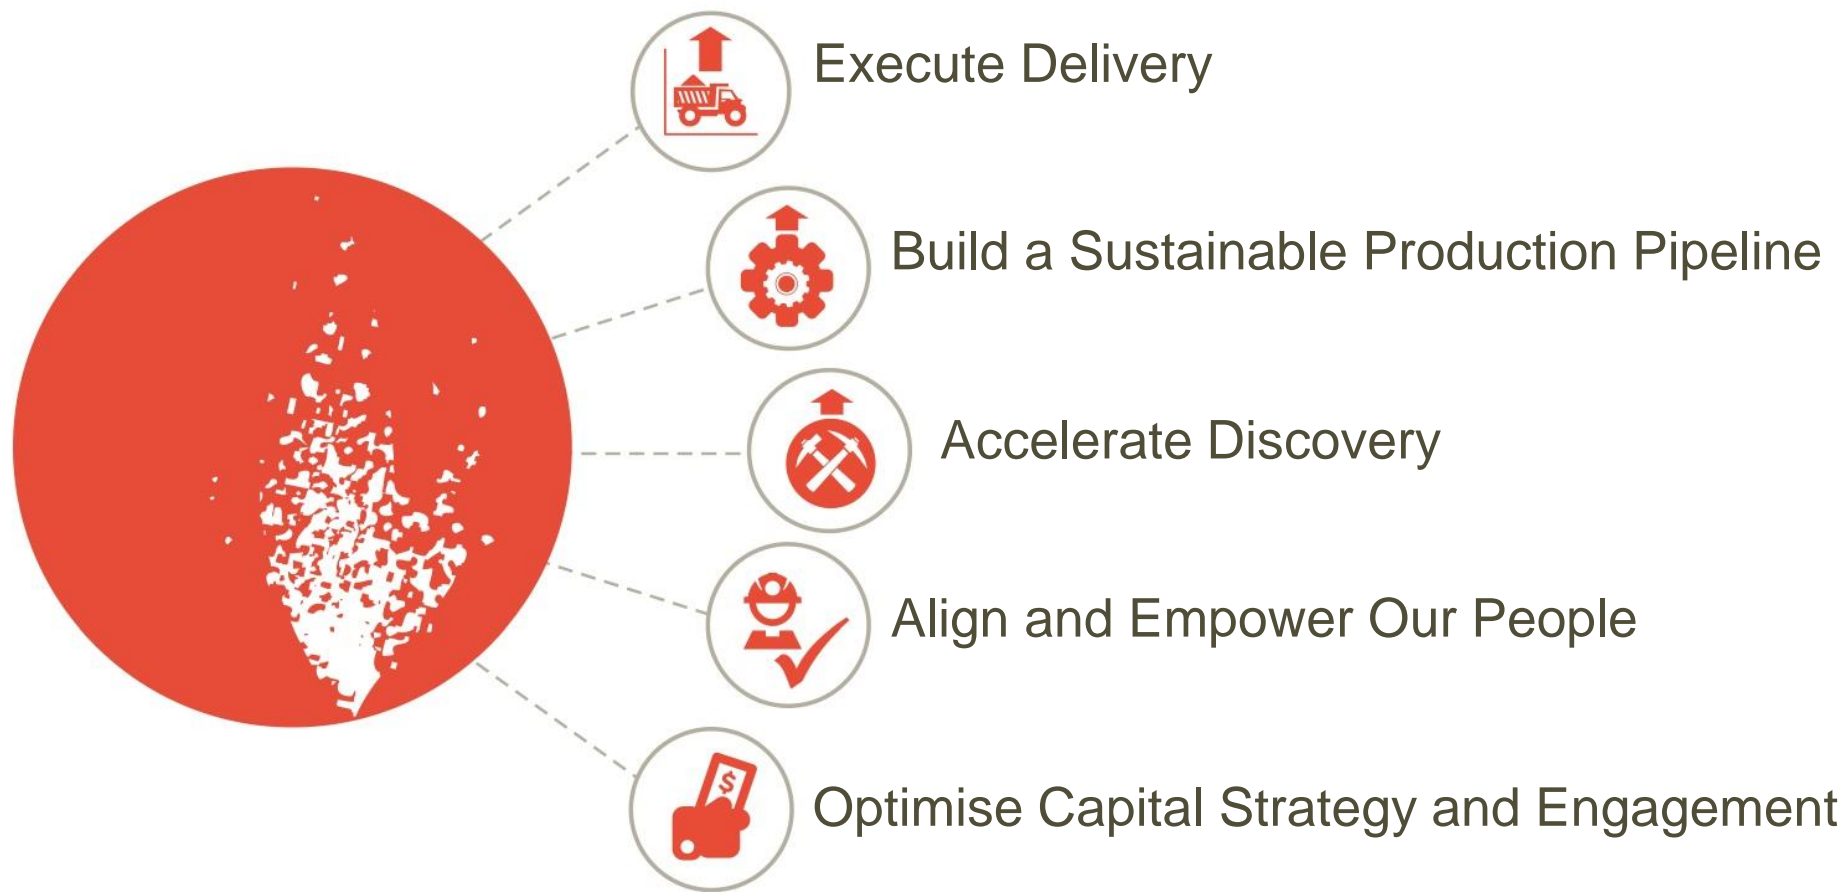 Execute Delivery
Build a Sustainable Production Pipeline
Accelerate Discovery
Align and Empower Our People
$
Optimise Capital Strategy and Engagement